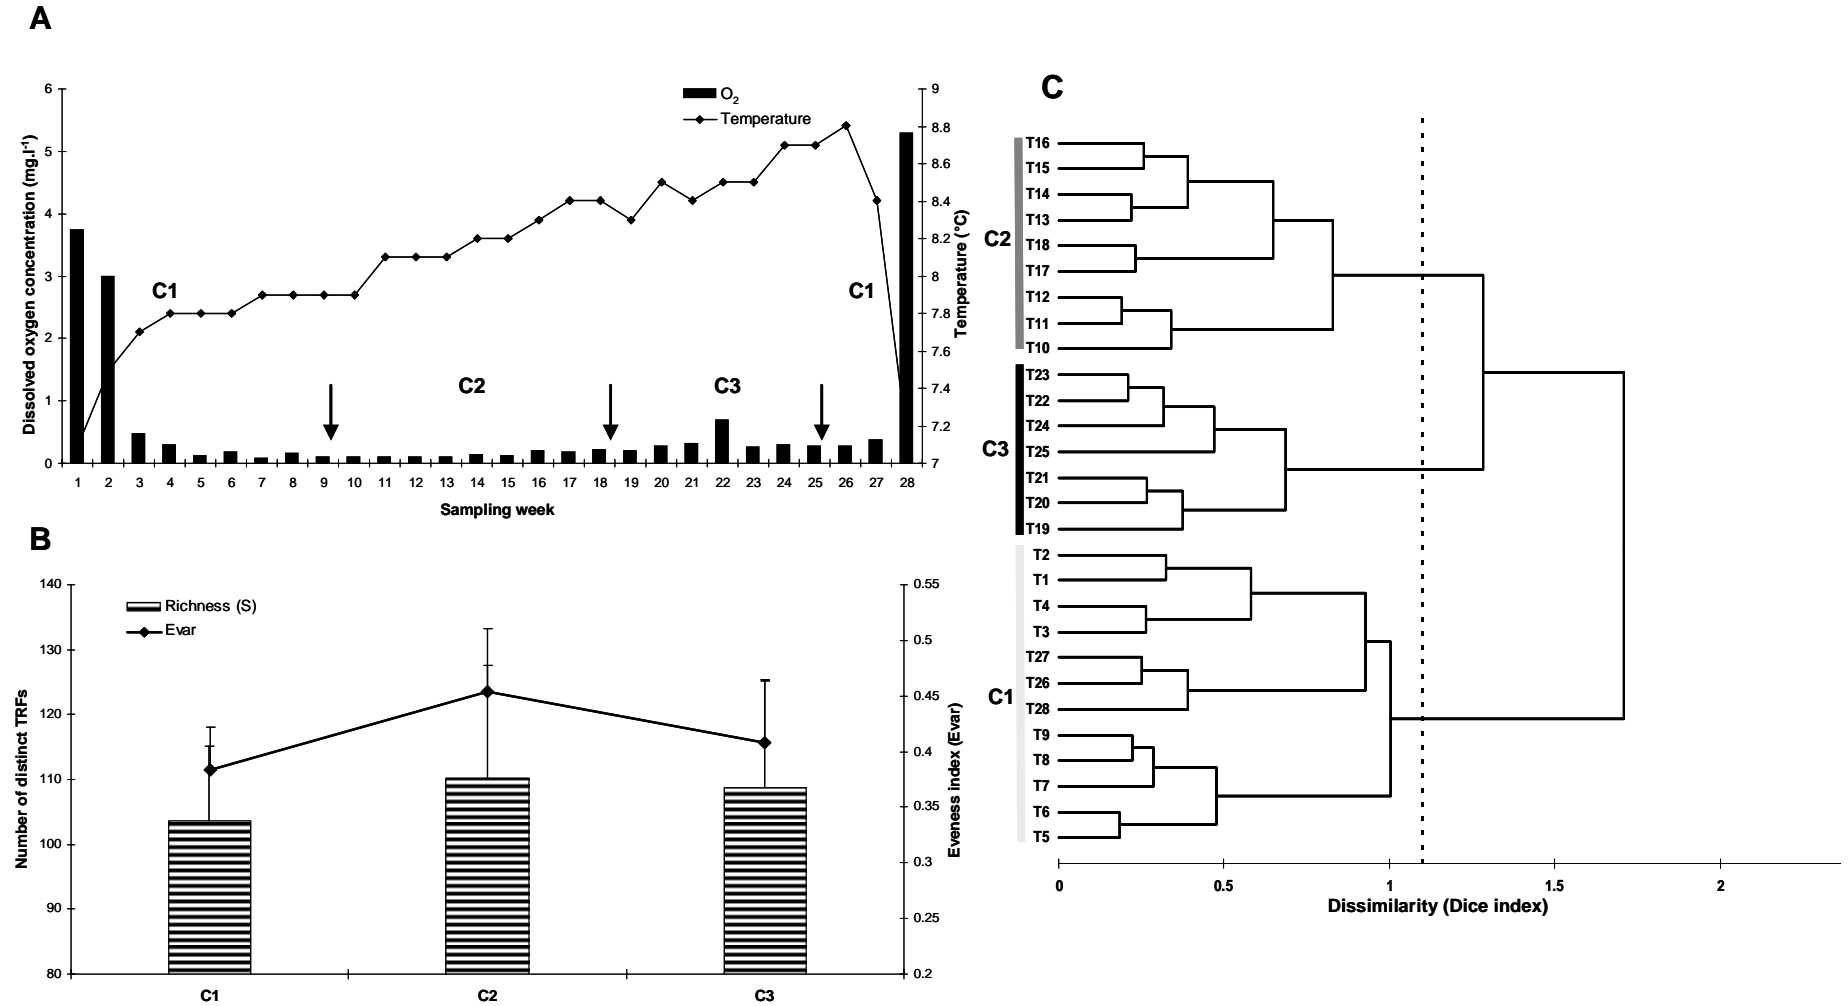 A
O2
Temperature
Dissolved oxygen concentration (mg.l-1)
6
5
4
3
2
1
0
9
8.8
8.6
8.4
8.2
8
7.8
7.6
7.4
7.2
7
Temperature (°C)
C1
C2
C3
C1
1 2 3 4 5 6 7 8 9 10 11 12 13 14 15 16 17 18 19 20 21 22 23 24 25 26 27 28
Sampling week
B
Richness (S)
Evar
Number of distinct TRFs
140
130
120
110
100
90
80
0.55
0.5
0.45
0.4
0.35
0.3
0.25
0.2
Eveness index (Evar)
C1 C2 C3
C
C2
T16
T15
T14
T13
T18
T17
T12
T11
T10
C3
T23
T22
T24
T25
T21
T20
T19
C1
T2
T1
T4
T3
T27
T26
T28
T9
T8
T7
T6
T5
0 0.5 1 1.5 2
Dissimilarity (Dice index)